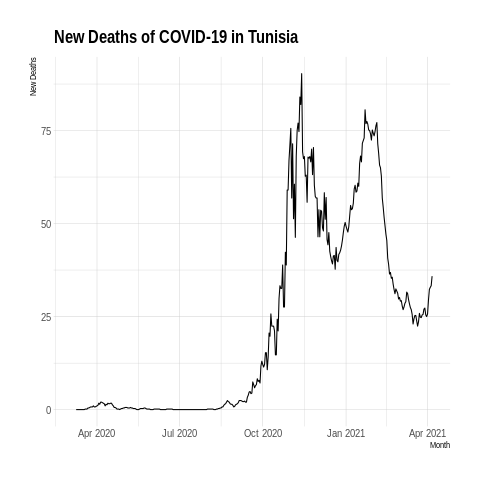 New Deaths of COVID-19 in Tunisia
New Deaths
75
50
25
0
Apr 2020 Jul 2020 Oct 2020 Jan 2021 Apr 2021
Month